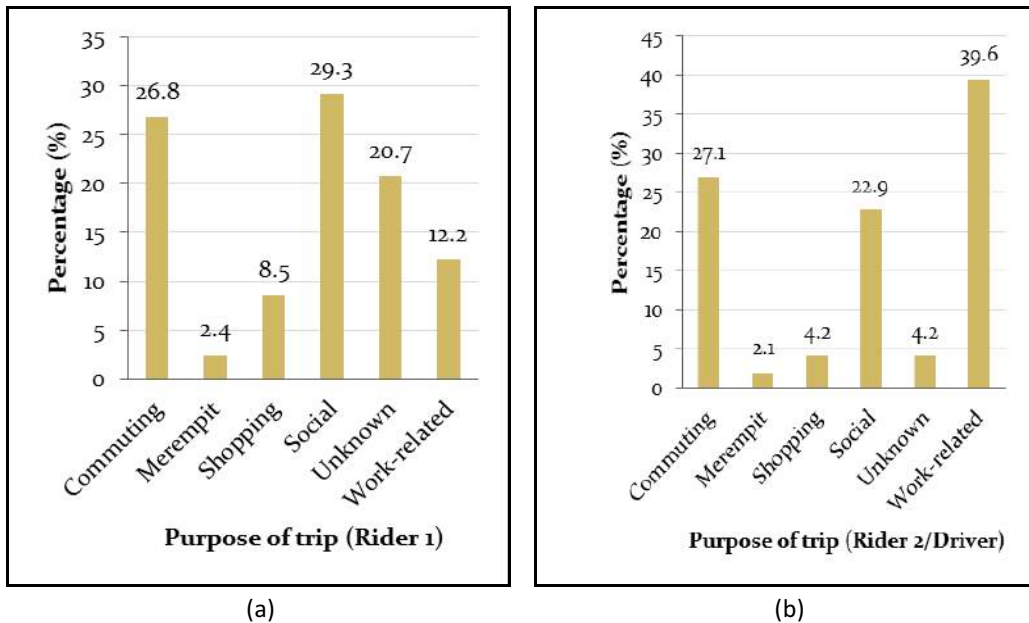 35
30
25
20
15
10
5
0
Percentage (%)
26.8
2.4
8.5
29.3
20.7
12.2
Commuting
Merempit
Shopping
Social
Unknown
Work-related
Purpose of trip (Rider 1)
(a)
45
40
35
30
25
20
15
10
5
0
Percentage (%)
27.1
2.1
4.2
22.9
4.2
39.6
Commuting
Merempit
Shopping
Social
Unknown
Work-related
Purpose of trip (Rider 2/Driver)
(b)